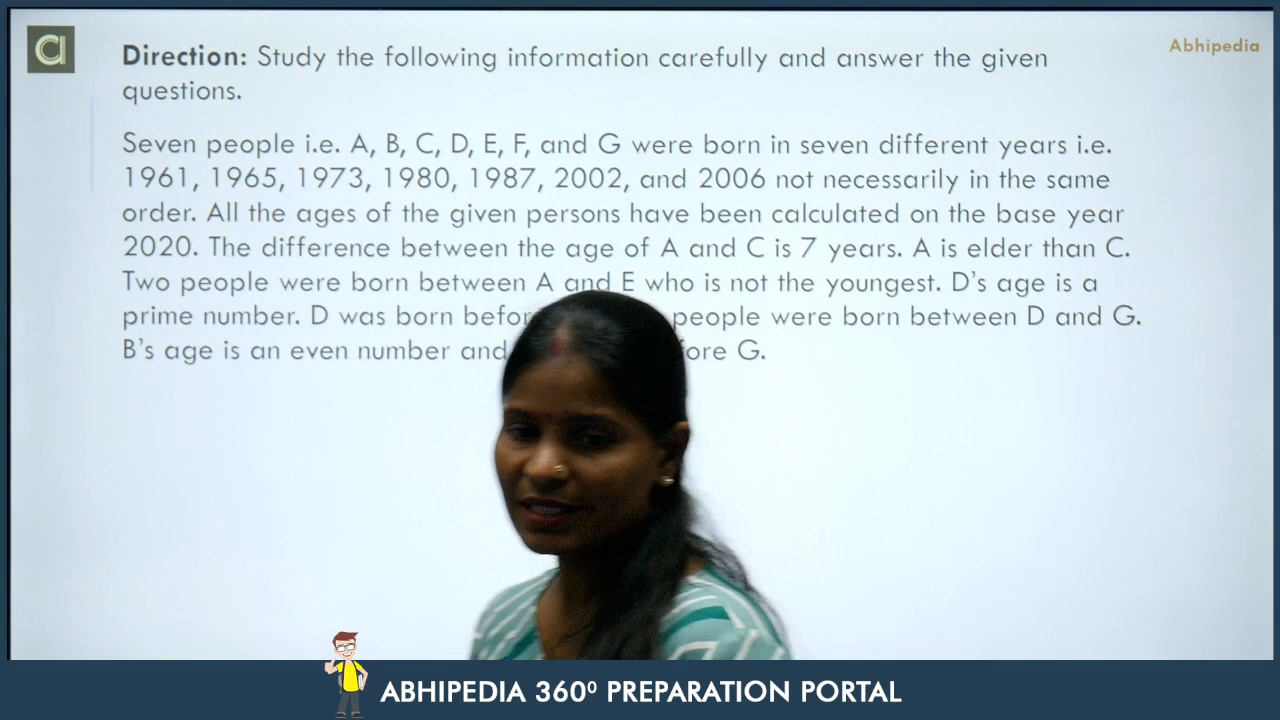 Abhipedia
Direction: Study the following information carefully and answer the given
questions.
Seven people i.e. A, B, C, D, E, F, and G were born in seven different years i.e.
1961, 1965, 1973, 1980, 1987, 2002, and 2006 not necessarily in the same
order. All the ages of the given persons have been calculated on the base year
2020. The difference between the age of A and C is 7 years. A is elder than C.
Two people were born between A and E who is not the youngest. D’s age is a
prime number. D was born people were born between D and G.
B’s age is an even number and G.
ABHIPEDIA 360⁰ PREPARATION PORTAL